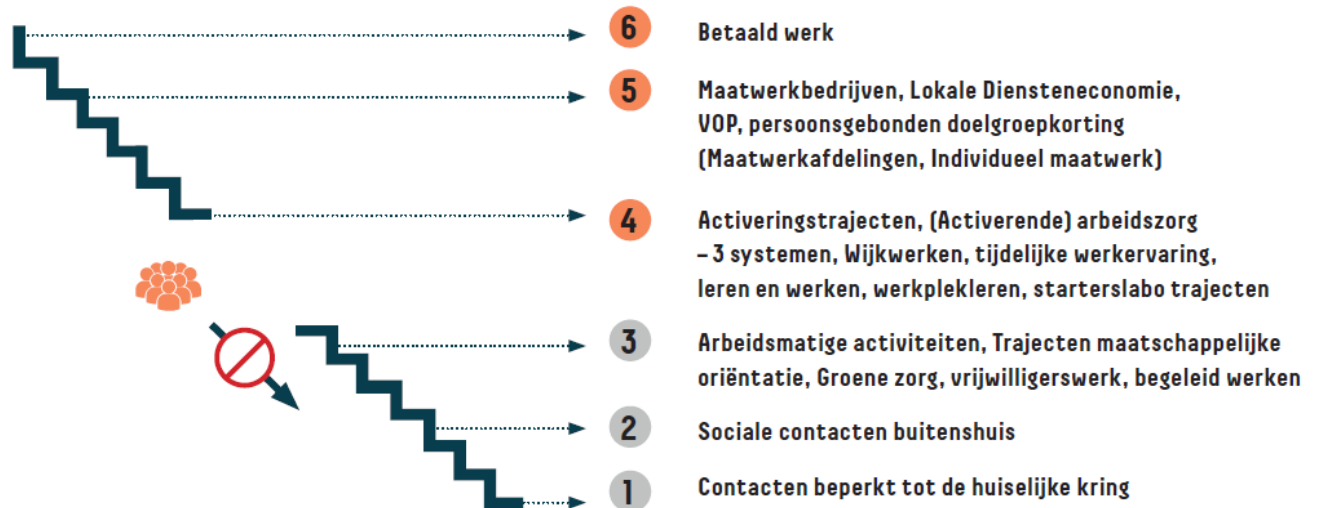 6 Betaald werk
5 Maatwerkbedrijven, Lokale Diensteneconomie,
VOP, persoonsgebonden doelgroepkorting
(Maatwerkafdelingen, Individueel maatwerk)
4 Activeringstrajecten, (Activerende) arbeidszorg
– 3 systemen, Wijkwerken, tijdelijke werkervaring,
leren en werken, werkplekleren, starterslabo trajecten
3 Arbeidsmatige activiteiten, Trajecten maatschappelijke
oriëntatie, Groene zorg, vrijwilligerswerk, begeleid werken
2 Sociale contacten buitenshuis
1 Contacten beperkt tot de huiselijke kring